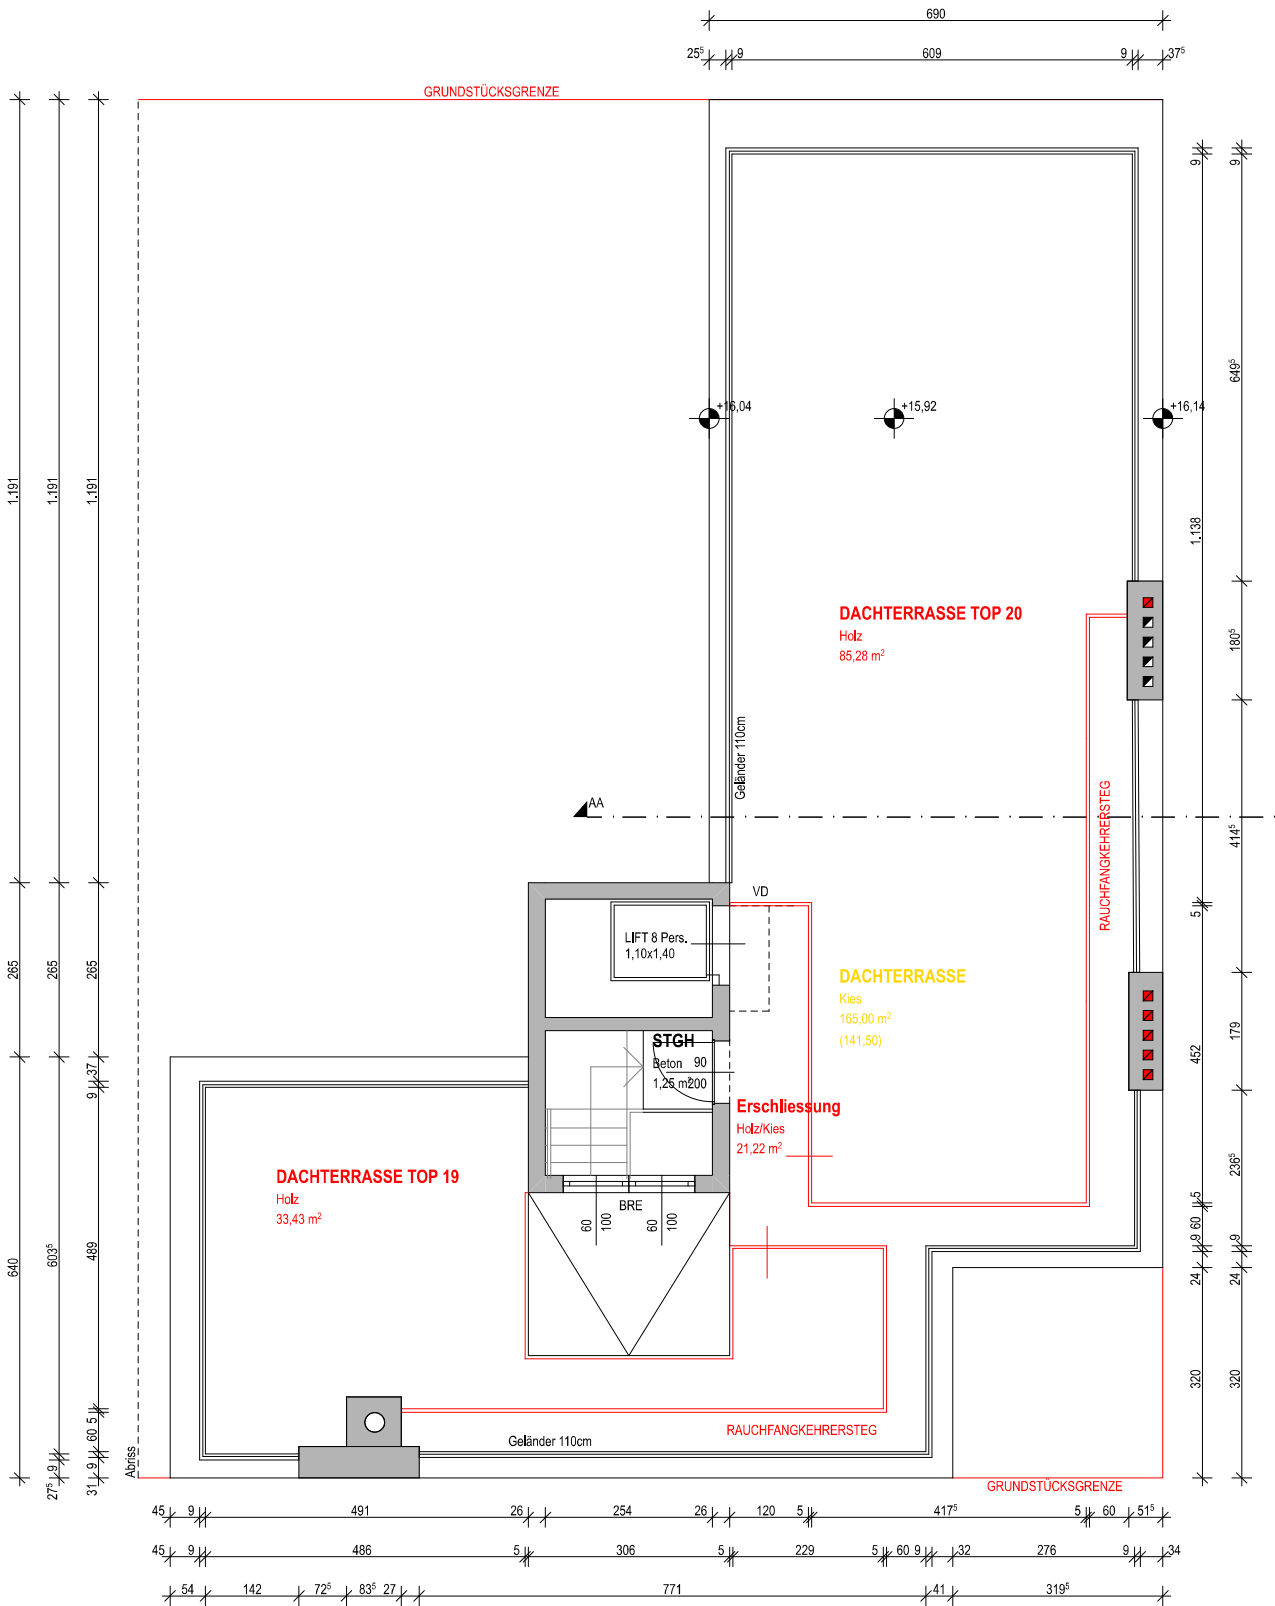 690
25⁵ 9 609 9 37⁵
GRUNDSTÜCKSGRENZE
9 9
+16,04 +15,92 +16,14
649⁵
1.191 1.191 1.191
1.138
DACHTERRASSE TOP 20
Holz
85,28 m²
180⁵
Geländer 110cm
RAUCHFANGKEHRERSTEG
AA
414⁵
VD
5
LIFT 8 Pers.
1,10x1,40
265 265 265
DACHTERRASSE
Kies
165,00 m²
(141,50)
STGH
Beton 90
1,25 m² 200
452 179
37
9
Erschliessung
Holz/Kies
21,22 m²
DACHTERRASSE TOP 19
Holz
33,43 m²
236⁵
5
60
9 9
BRE
60 100 60 100
640 603⁵ 489
24 24
320 320
RAUCHFANGKEHRERSTEG
Geländer 110cm
5
60
9 9
27⁵ 31
Abriss
GRUNDSTÜCKSGRENZE
45 9 491 26 254 26 120 5 417⁵ 5 60 51⁵
45 9 486 5 306 5 229 5 60 9 32 276 9 34
54 142 72⁵ 83⁵ 27 771 41 319⁵